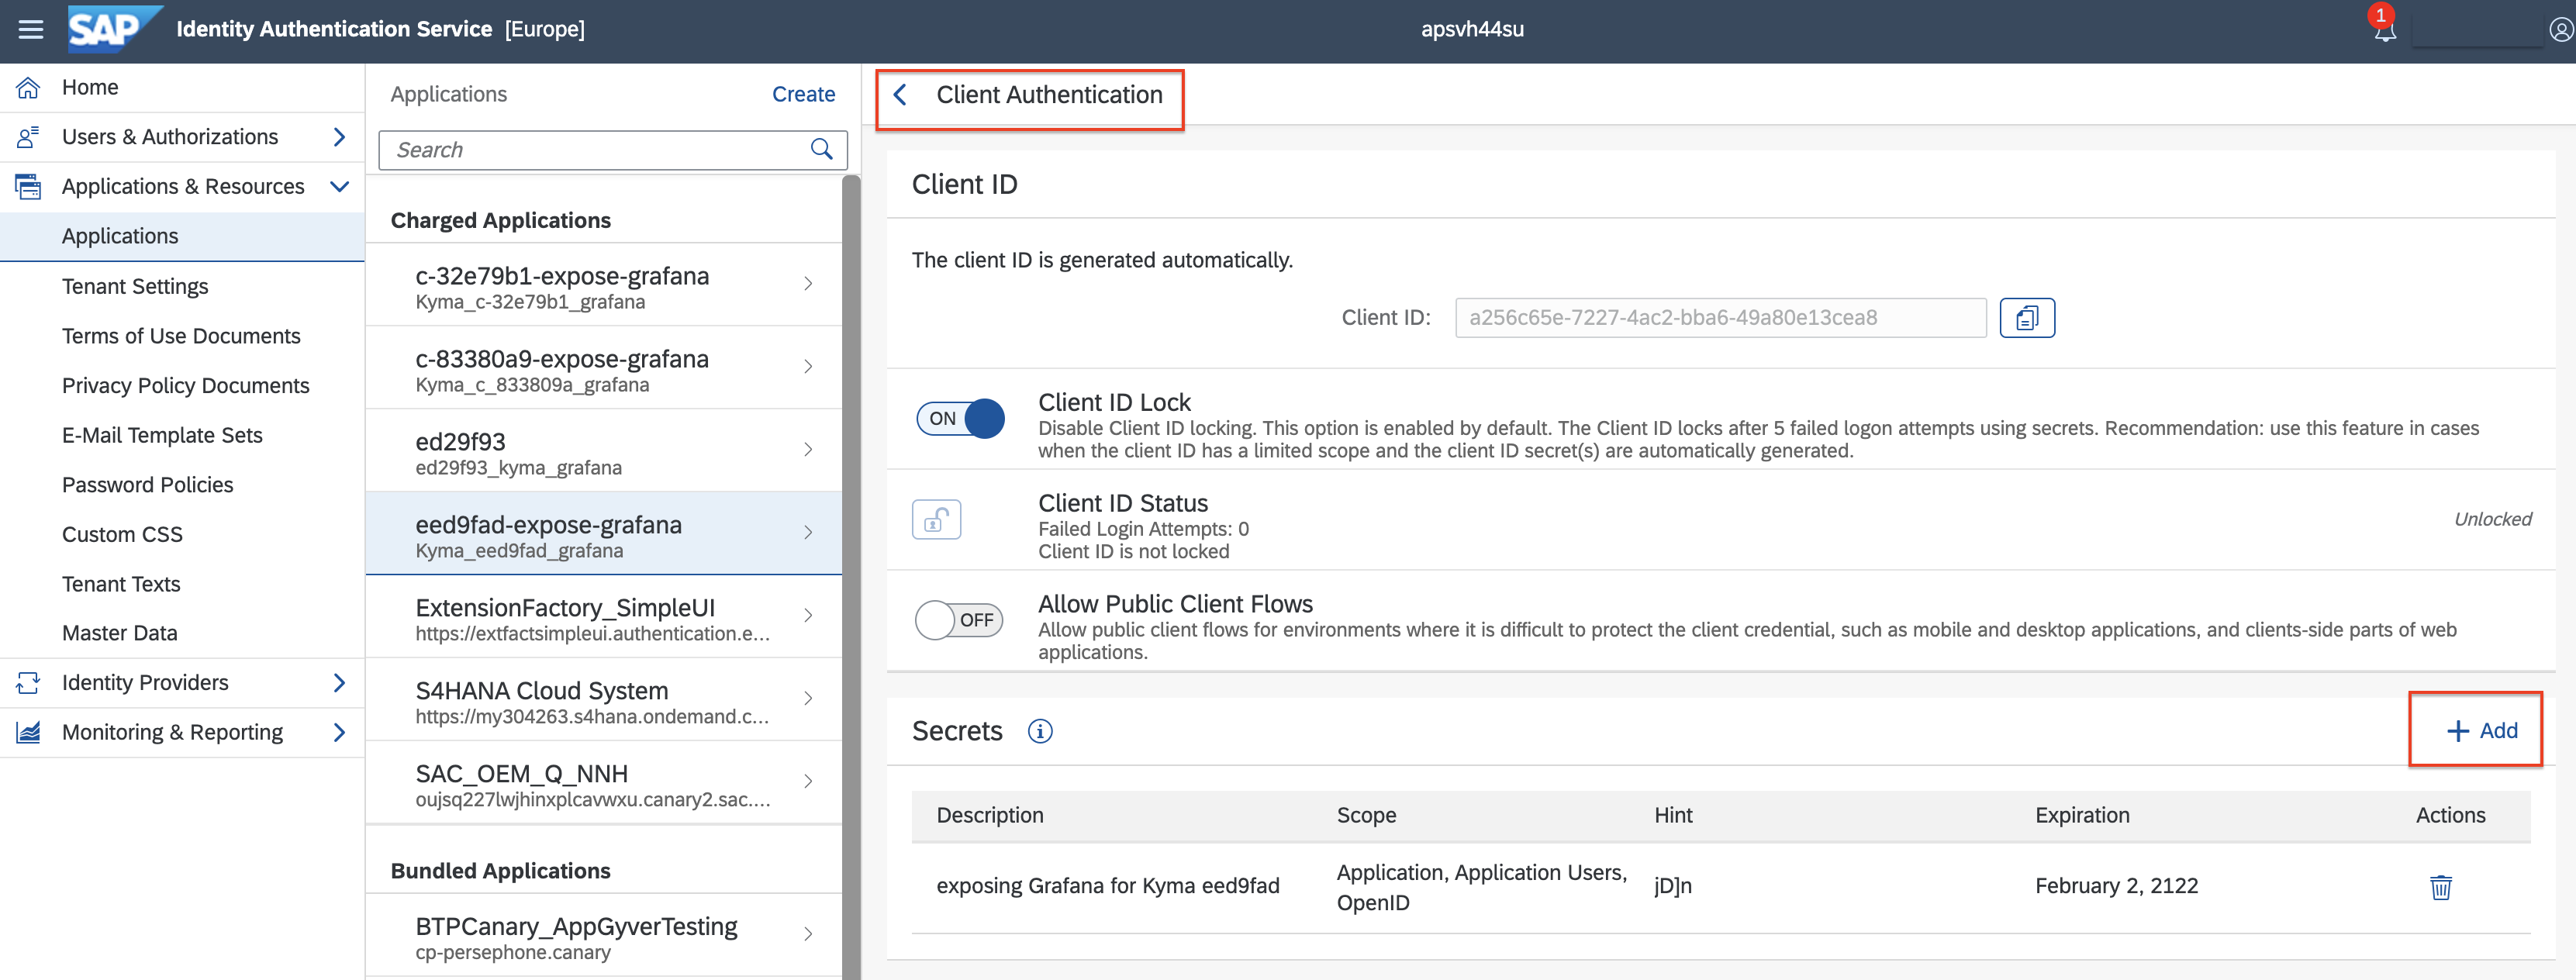 SAP Identity Authentication Service [Europe]
apsvh44su
1
Home
Users & Authorizations
Applications & Resources
Applications
Tenant Settings
Terms of Use Documents
Privacy Policy Documents
E-Mail Template Sets
Password Policies
Custom CSS
Tenant Texts
Master Data
Identity Providers
Monitoring & Reporting
Applications
Create
Search
Charged Applications
c-32e79b1-expose-grafana
Kyma_c-32e79b1_grafana
c-83380a9-expose-grafana
Kyma_c_833809a_grafana
ed29f93
ed29f93_kyma_grafana
eed9fad-expose-grafana
Kyma_eed9fad_grafana
ExtensionFactory_SimpleUI
https://extfactsimpleui.authentication.e...
S4HANA Cloud System
https://my304263.s4hana.ondemand.c...
SAC_OEM_Q_NNH
oujsq227lwjhinxplcavwxu.canary2.sac....
Bundled Applications
BTPCanary_AppGyverTesting
cp-persephone.canary
Client Authentication
Client ID
The client ID is generated automatically.
Client ID: a256c65e-7227-4ac2-bba6-49a80e13cea8
ON
Client ID Lock
Disable Client ID locking. This option is enabled by default. The Client ID locks after 5 failed logon attempts using secrets. Recommendation: use this feature in cases
when the client ID has a limited scope and the client ID secret(s) are automatically generated.
Client ID Status
Failed Login Attempts: 0
Client ID is not locked
Unlocked
OFF
Allow Public Client Flows
Allow public client flows for environments where it is difficult to protect the client credential, such as mobile and desktop applications, and clients-side parts of web
applications.
Secrets
+ Add
Description Scope Hint Expiration Actions
exposing Grafana for Kyma eed9fad
Application, Application Users,
OpenID
jD]n
February 2, 2122